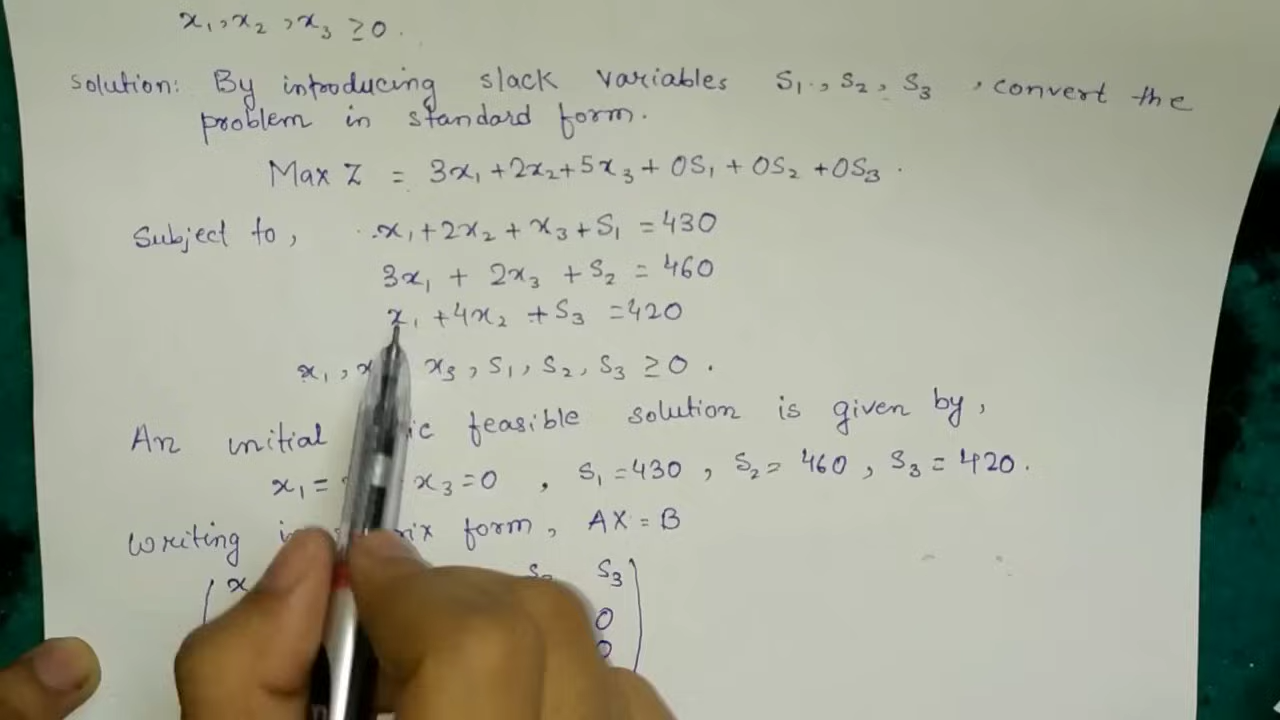 x₁, x₂, x₃ ≥ 0.
Solution: By introducing slack variables S₁, S₂, S₃, convert the
problem in standard form.
Max Z = 3x₁ + 2x₂ + 5x₃ + 0S₁ + 0S₂ + 0S₃.
Subject to, x₁ + 2x₂ + x₃ + S₁ = 430
3x₁ + 2x₃ + S₂ = 460
x₁ + 4x₂ + S₃ = 420
x₁, x₃, S₁, S₂, S₃ ≥ 0.
An initial feasible solution is given by,
x₁ = x₃ = 0, S₁ = 430, S₂ = 460, S₃ = 420.
Writing form, AX = B
x S₂ S₃
0
0